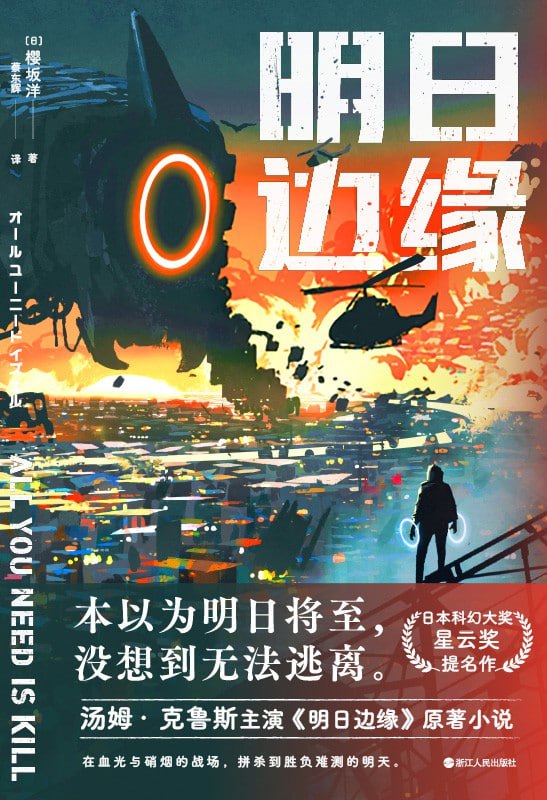 明日
边缘
〔日〕樱坂洋 著
蔡东辉 译
オールユーニードイズキル
ALL YOU NEED IS KILL
本以为明日将至，
没想到无法逃离。
日本科幻大奖
星云奖
提名作
汤姆·克鲁斯主演《明日边缘》原著小说
在血光与硝烟的战场，拼杀到胜负难测的明天。
浙江人民出版社